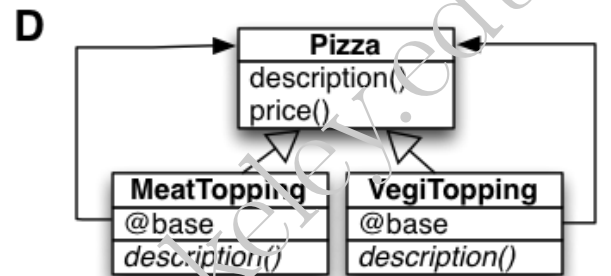 D
Pizza
description()
price()
MeatTopping
@base
description()
VegiTopping
@base
description()